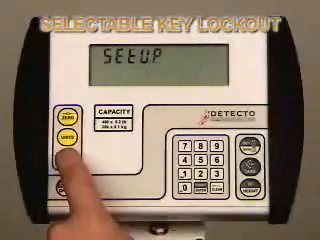 SELECTABLE KEY LOCKOUT
SEtUP
CAPACITY
400 x 0.2 lb
200 x 0.1 kg
DETECTO
ZERO
UNITS
7 8 9
4 5 6
1 2 3
0
CLEAR
HEIGHT